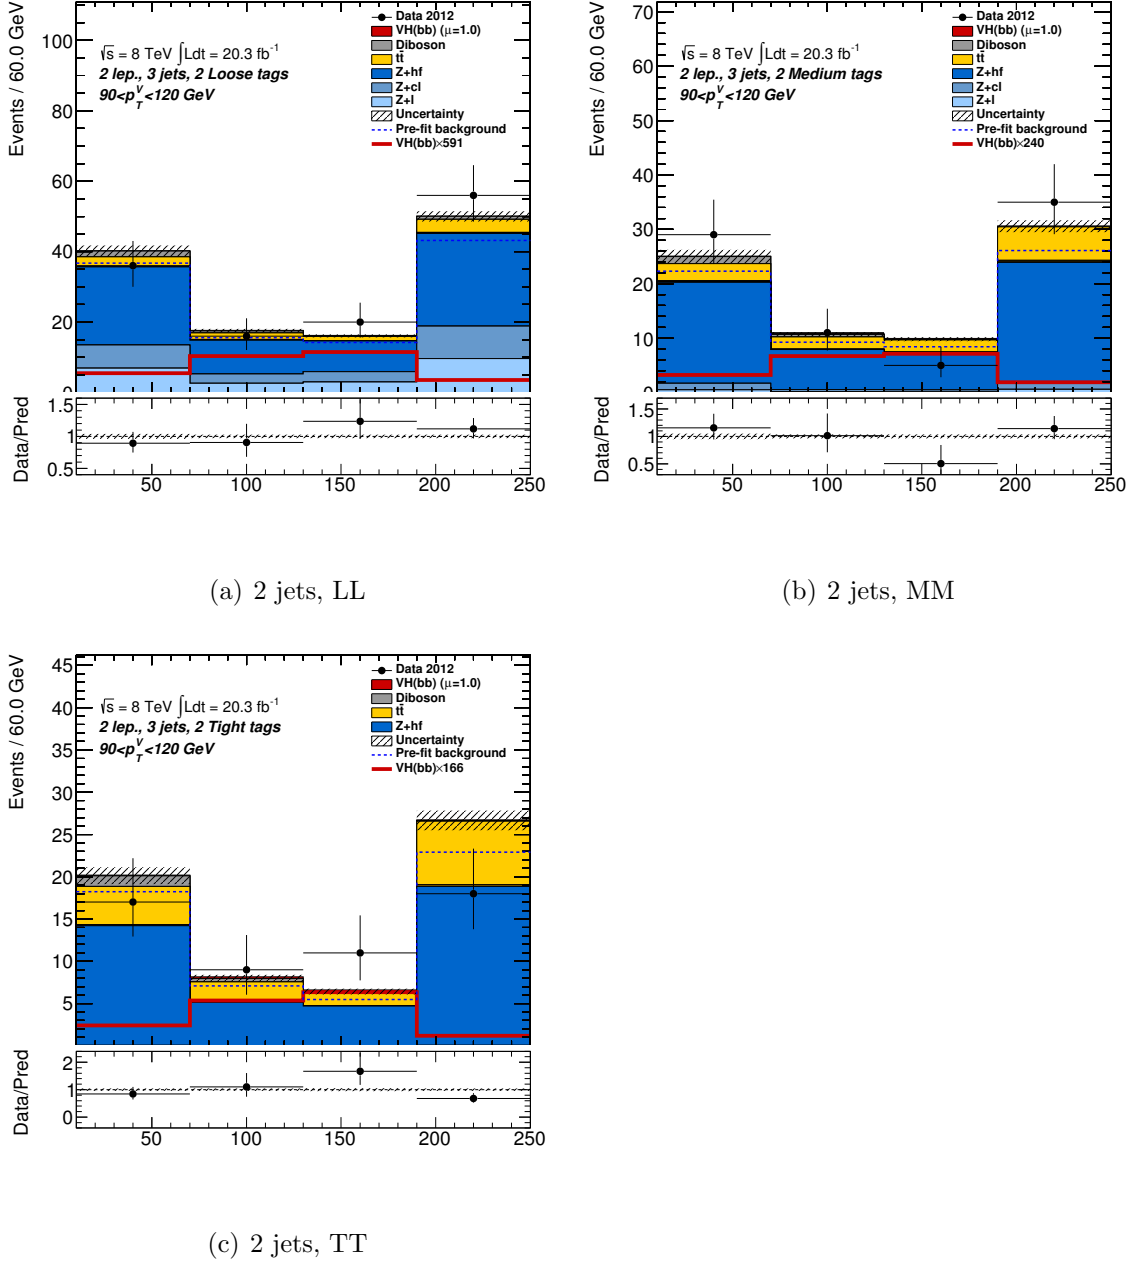 Events / 60.0 GeV
100
80
60
40
20
0
√s = 8 TeV ∫Ldt = 20.3 fb⁻¹
2 lep., 3 jets, 2 Loose tags
90<p_T^V<120 GeV
Data 2012
VH(bb) (μ=1.0)
Diboson
tt̄
Z+hf
Z+cl
Z+l
Uncertainty
Pre-fit background
VH(bb)×591
Data/Pred
1.5
1
0.5
50 100 150 200 250
(a) 2 jets, LL
Events / 60.0 GeV
70
60
50
40
30
20
10
0
√s = 8 TeV ∫Ldt = 20.3 fb⁻¹
2 lep., 3 jets, 2 Medium tags
90<p_T^V<120 GeV
Data 2012
VH(bb) (μ=1.0)
Diboson
tt̄
Z+hf
Z+cl
Z+l
Uncertainty
Pre-fit background
VH(bb)×240
Data/Pred
1.5
1
0.5
50 100 150 200 250
(b) 2 jets, MM
Events / 60.0 GeV
45
40
35
30
25
20
15
10
5
√s = 8 TeV ∫Ldt = 20.3 fb⁻¹
2 lep., 3 jets, 2 Tight tags
90<p_T^V<120 GeV
Data 2012
VH(bb) (μ=1.0)
Diboson
tt̄
Z+hf
Uncertainty
Pre-fit background
VH(bb)×166
Data/Pred
2
1
0
50 100 150 200 250
(c) 2 jets, TT